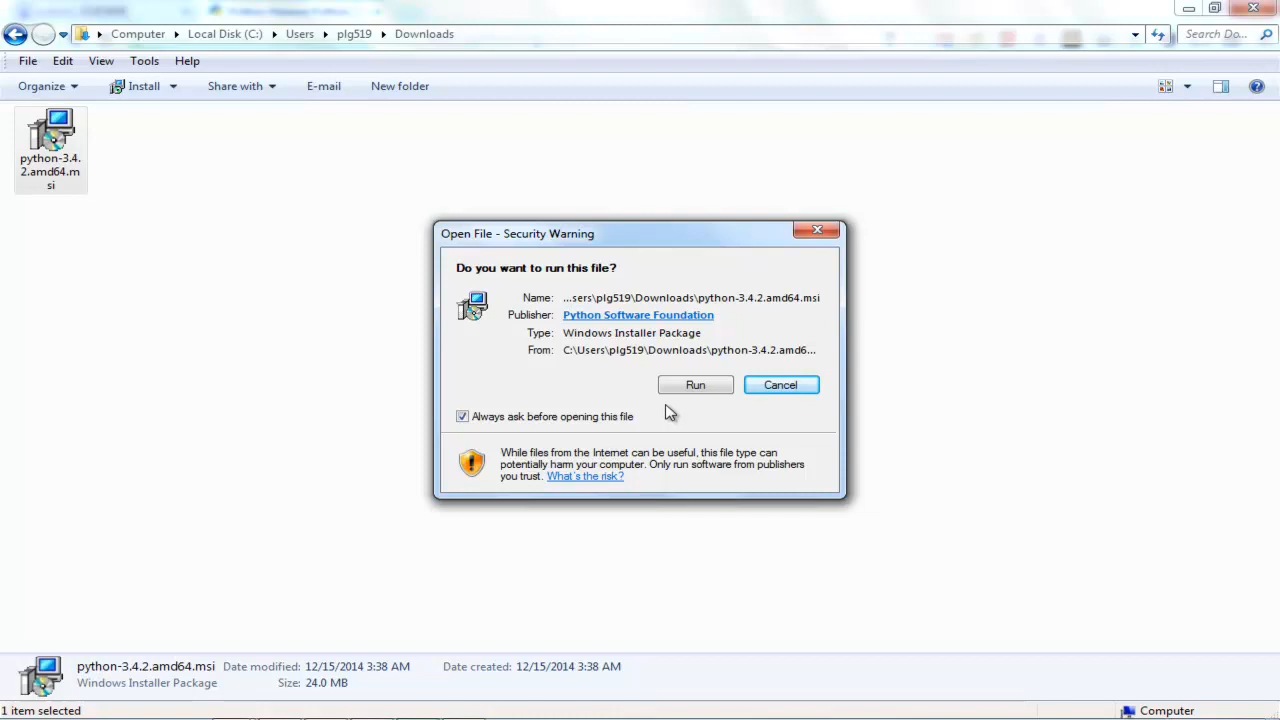 Computer Local Disk (C:) Users plg519 Downloads Search Do...
File Edit View Tools Help
Organize Install Share with E-mail New folder
python-3.4.
2.amd64.m
si
Open File - Security Warning
Do you want to run this file?
Name: ...sers\plg519\Downloads\python-3.4.2.amd64.msi
Publisher: Python Software Foundation
Type: Windows Installer Package
From: C:\Users\plg519\Downloads\python-3.4.2.amd6...
Run Cancel
Always ask before opening this file
While files from the Internet can be useful, this file type can
potentially harm your computer. Only run software from publishers
you trust. What's the risk?
python-3.4.2.amd64.msi Date modified: 12/15/2014 3:38 AM Date created: 12/15/2014 3:38 AM
Windows Installer Package Size: 24.0 MB
1 item selected Computer